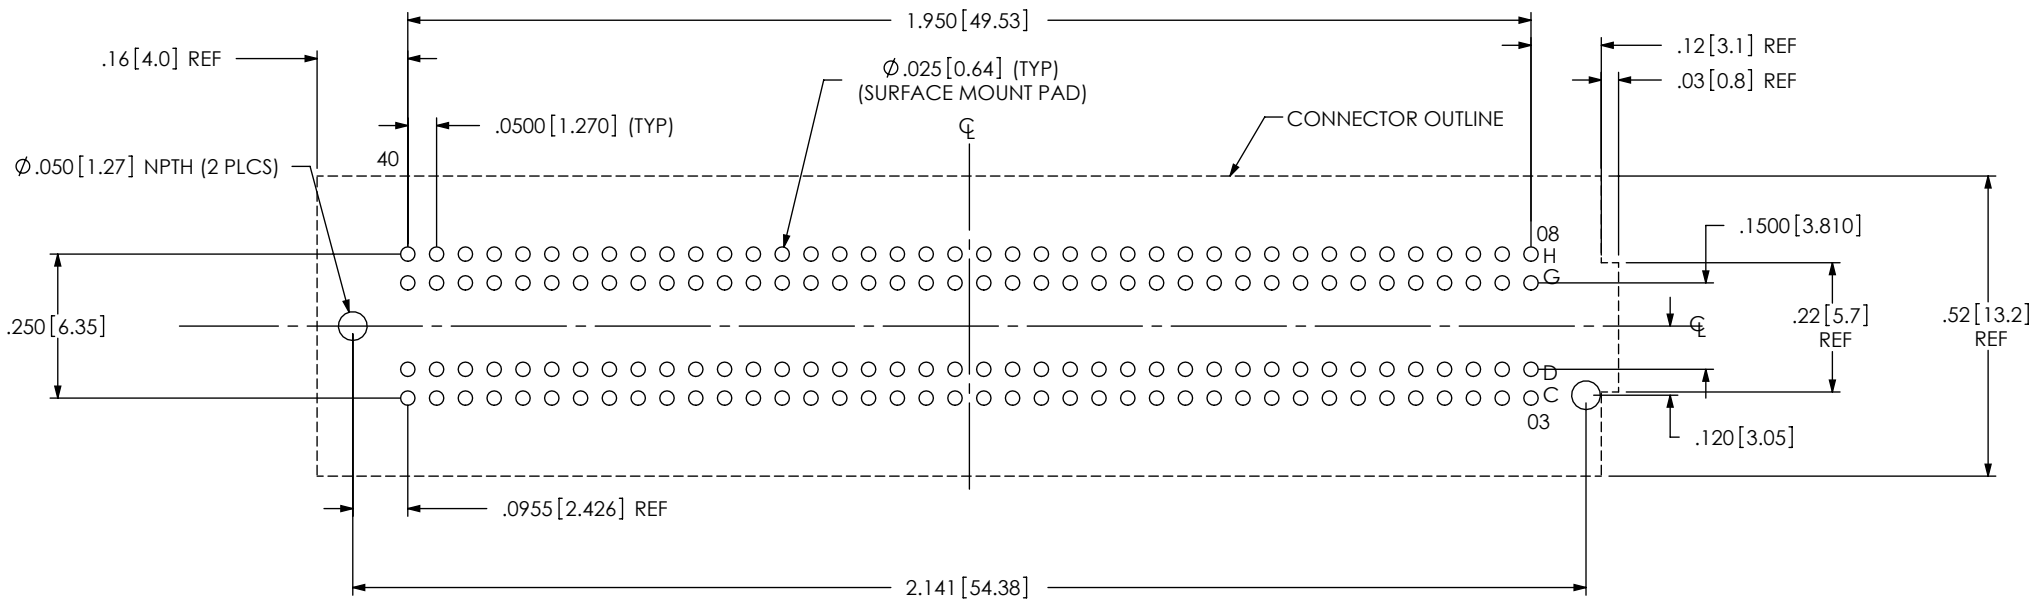 1.950[49.53]
.16[4.0] REF
.12[3.1] REF
Ø.025[0.64] (TYP)
(SURFACE MOUNT PAD)
.03[0.8] REF
.0500[1.270] (TYP)
℄
CONNECTOR OUTLINE
40
Ø.050[1.27] NPTH (2 PLCS)
08
H
.1500[3.810]
G
.250[6.35]
℄
.22[5.7]
REF
.52[13.2]
REF
D
C
03
.120[3.05]
.0955[2.426] REF
2.141[54.38]